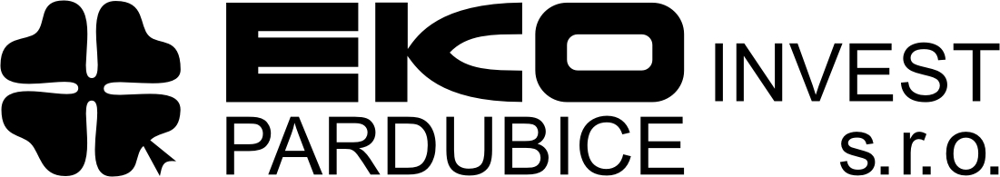 EKO INVEST
PARDUBICE s.r.o.